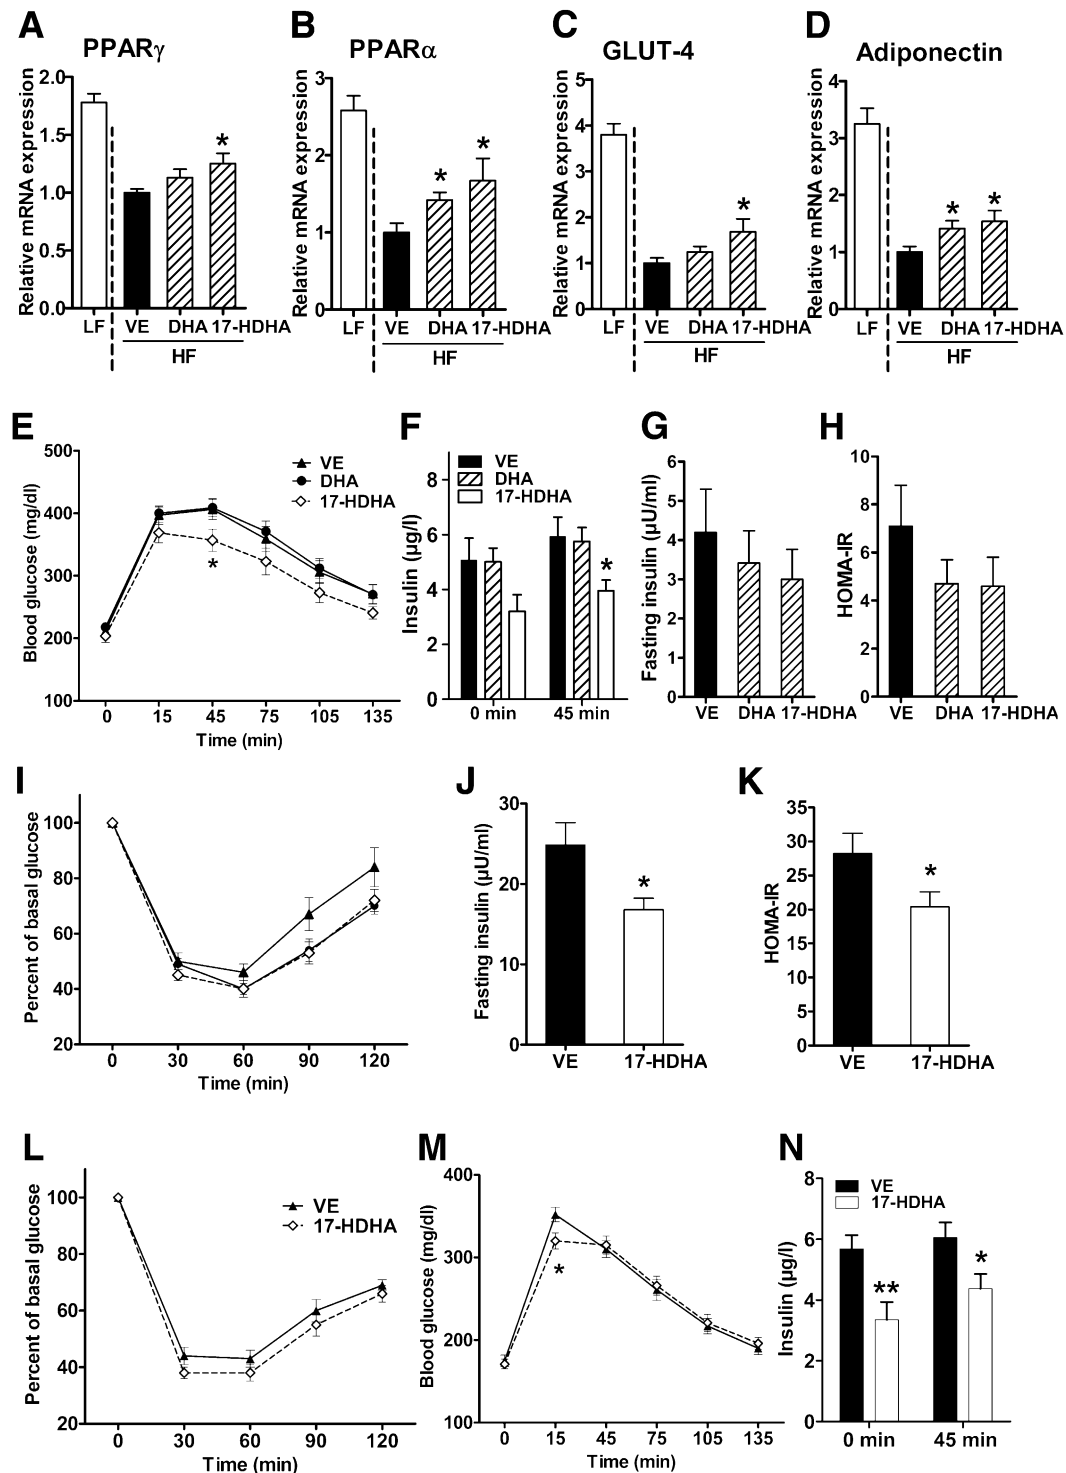 A
PPARγ
Relative mRNA expression
2.0
1.5
1.0
0.5
0.0
LF
VE
DHA
17-HDHA
HF
B
PPARα
Relative mRNA expression
3
2
1
0
*
*
*
LF
VE
DHA
17-HDHA
HF
C
GLUT-4
Relative mRNA expression
5
4
3
2
1
0
*
LF
VE
DHA
17-HDHA
HF
D
Adiponectin
Relative mRNA expression
4
3
2
1
0
*
*
LF
VE
DHA
17-HDHA
HF
E
Blood glucose (mg/dl)
500
400
300
200
100
VE
DHA
17-HDHA
*
0 15 45 75 105 135
Time (min)
F
Insulin (µg/l)
8
6
4
2
0
VE
DHA
17-HDHA
*
0 min 45 min
G
Fasting insulin (µU/ml)
6
5
4
3
2
1
0
VE DHA 17-HDHA
H
HOMA-IR
10
8
6
4
2
0
VE DHA 17-HDHA
I
Percent of basal glucose
100
80
60
40
20
0 30 60 90 120
Time (min)
J
Fasting insulin (µU/ml)
30
20
10
0
*
VE 17-HDHA
K
HOMA-IR
35
30
25
20
15
10
5
0
*
VE 17-HDHA
L
Percent of basal glucose
100
80
60
40
20
VE
17-HDHA
0 30 60 90 120
Time (min)
M
Blood glucose (mg/dl)
400
300
200
100
*
0 15 45 75 105 135
Time (min)
N
Insulin (µg/l)
8
6
4
2
0
VE
17-HDHA
**
*
0 min 45 min